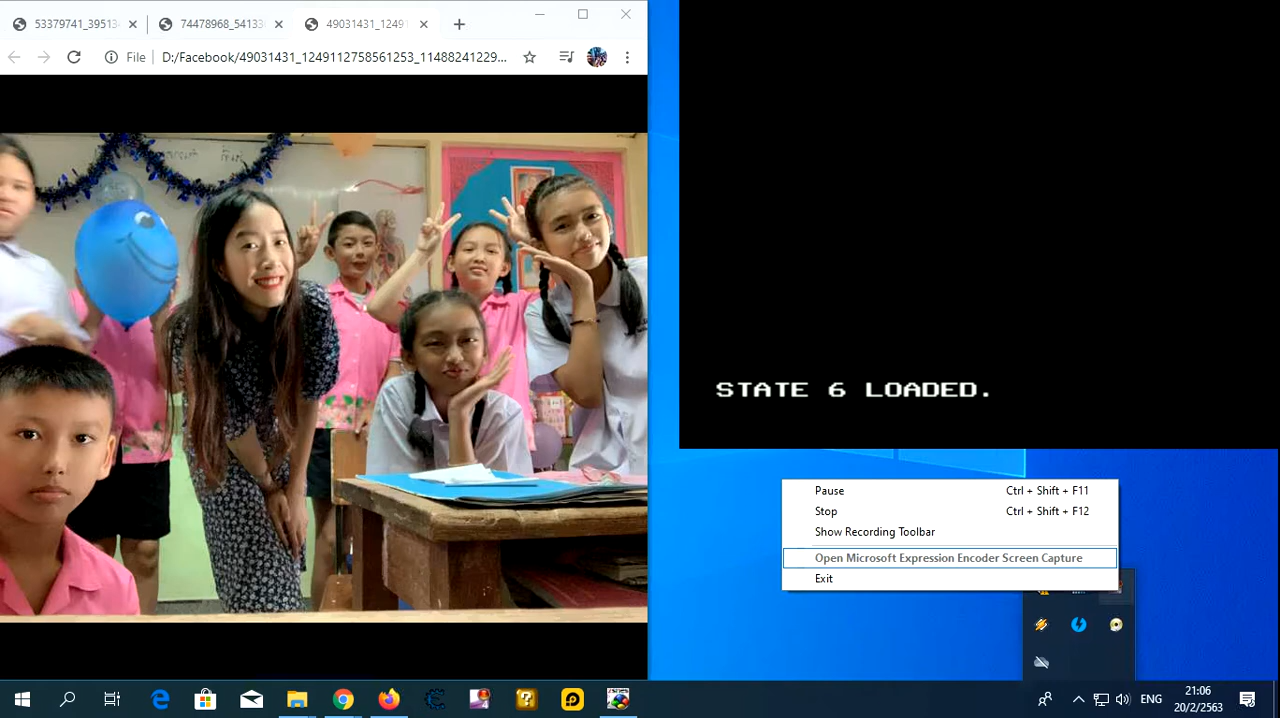 53379741_39513
74478968_54133
49031431_12491
File
D:/Facebook/49031431_1249112758561253_11488241229...
STATE 6 LOADED.
Pause Ctrl + Shift + F11
Stop Ctrl + Shift + F12
Show Recording Toolbar
Open Microsoft Expression Encoder Screen Capture
Exit
ENG
21:06
20/2/2563